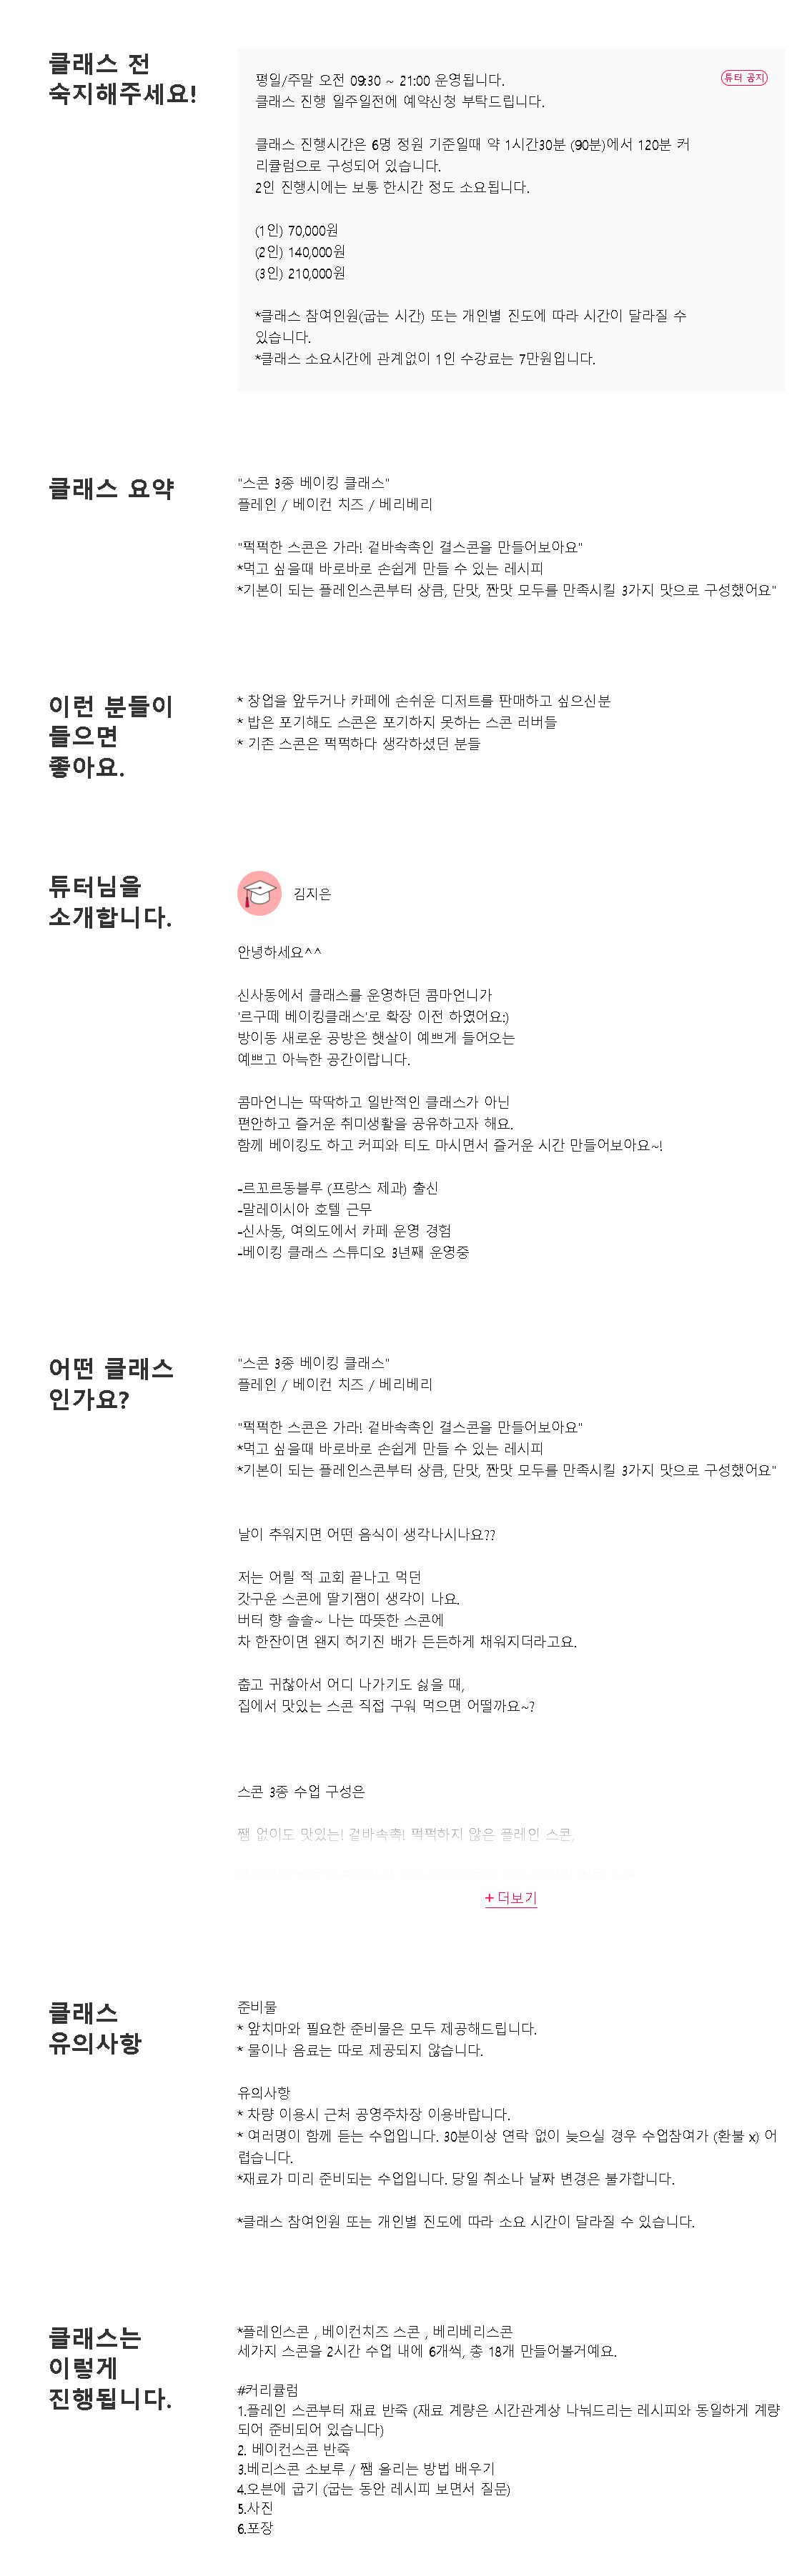 클래스 전
숙지해주세요!
튜터 공지
평일/주말 오전 09:30 ~ 21:00 운영됩니다.
클래스 진행 일주일전에 예약신청 부탁드립니다.
클래스 진행시간은 6명 정원 기준일때 약 1시간30분 (90분)에서 120분 커
리큘럼으로 구성되어 있습니다.
2인 진행시에는 보통 한시간 정도 소요됩니다.
(1인) 70,000원
(2인) 140,000원
(3인) 210,000원
*클래스 참여인원(굽는 시간) 또는 개인별 진도에 따라 시간이 달라질 수
있습니다.
*클래스 소요시간에 관계없이 1인 수강료는 7만원입니다.
클래스 요약
"스콘 3종 베이킹 클래스"
플레인 / 베이컨 치즈 / 베리베리
"퍽퍽한 스콘은 가라! 겉바속촉인 결스콘을 만들어보아요"
*먹고 싶을때 바로바로 손쉽게 만들 수 있는 레시피
*기본이 되는 플레인스콘부터 상큼, 단맛, 짠맛 모두를 만족시킬 3가지 맛으로 구성했어요"
이런 분들이
들으면
좋아요.
* 창업을 앞두거나 카페에 손쉬운 디저트를 판매하고 싶으신분
* 밥은 포기해도 스콘은 포기하지 못하는 스콘 러버들
* 기존 스콘은 퍽퍽하다 생각하셨던 분들
튜터님을
소개합니다.
김지은
안녕하세요^^
신사동에서 클래스를 운영하던 콤마언니가
'르구떼 베이킹클래스'로 확장 이전 하였어요:)
방이동 새로운 공방은 햇살이 예쁘게 들어오는
예쁘고 아늑한 공간이랍니다.
콤마언니는 딱딱하고 일반적인 클래스가 아닌
편안하고 즐거운 취미생활을 공유하고자 해요.
함께 베이킹도 하고 커피와 티도 마시면서 즐거운 시간 만들어보아요~!
-르꼬르동블루 (프랑스 제과) 출신
-말레이시아 호텔 근무
-신사동, 여의도에서 카페 운영 경험
-베이킹 클래스 스튜디오 3년째 운영중
어떤 클래스
인가요?
"스콘 3종 베이킹 클래스"
플레인 / 베이컨 치즈 / 베리베리
"퍽퍽한 스콘은 가라! 겉바속촉인 결스콘을 만들어보아요"
*먹고 싶을때 바로바로 손쉽게 만들 수 있는 레시피
*기본이 되는 플레인스콘부터 상큼, 단맛, 짠맛 모두를 만족시킬 3가지 맛으로 구성했어요"
날이 추워지면 어떤 음식이 생각나시나요??
저는 어릴 적 교회 끝나고 먹던
갓구운 스콘에 딸기잼이 생각이 나요.
버터 향 솔솔~ 나는 따뜻한 스콘에
차 한잔이면 왠지 허기진 배가 든든하게 채워지더라고요.
춥고 귀찮아서 어디 나가기도 싫을 때,
집에서 맛있는 스콘 직접 구워 먹으면 어떨까요~?
스콘 3종 수업 구성은
쨈 없이도 맛있는! 겉바속촉! 퍽퍽하지 않은 플레인 스콘,
+ 더보기
클래스
유의사항
준비물
* 앞치마와 필요한 준비물은 모두 제공해드립니다.
* 물이나 음료는 따로 제공되지 않습니다.
유의사항
* 차량 이용시 근처 공영주차장 이용바랍니다.
* 여러명이 함께 듣는 수업입니다. 30분이상 연락 없이 늦으실 경우 수업참여가 (환불 x) 어
렵습니다.
*재료가 미리 준비되는 수업입니다. 당일 취소나 날짜 변경은 불가합니다.
*클래스 참여인원 또는 개인별 진도에 따라 소요 시간이 달라질 수 있습니다.
클래스는
이렇게
진행됩니다.
*플레인스콘 , 베이컨치즈 스콘 , 베리베리스콘
세가지 스콘을 2시간 수업 내에 6개씩, 총 18개 만들어볼거예요.
#커리큘럼
1.플레인 스콘부터 재료 반죽 (재료 계량은 시간관계상 나눠드리는 레시피와 동일하게 계량
되어 준비되어 있습니다)
2. 베이컨스콘 반죽
3.베리스콘 소보루 / 쨈 올리는 방법 배우기
4.오븐에 굽기 (굽는 동안 레시피 보면서 질문)
5.사진
6.포장